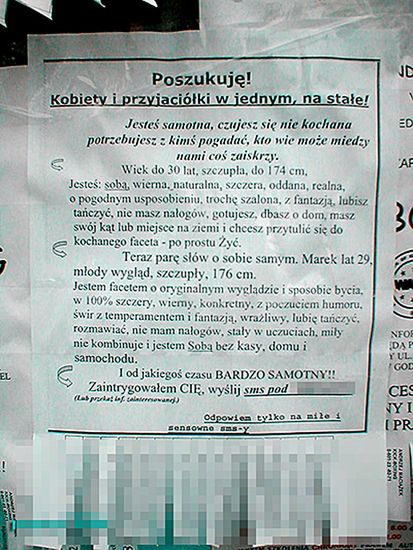 Poszukuję!
Kobiety i przyjaciółki w jednym, na stałe!
Jesteś samotna, czujesz się nie kochana
potrzebujesz z kimś pogadać, kto wie może miedzy
nami coś zaiskrzy.
Wiek do 30 lat, szczupła, do 174 cm,
Jesteś: sobą, wierna, naturalna, szczera, oddana, realna,
o pogodnym usposobieniu, trochę szalona, z fantazją, lubisz
tańczyć, nie masz nałogów, gotujesz, dbasz o dom, masz
swój kąt lub miejsce na ziemi i chcesz przytulić się do
kochanego faceta - po prostu Żyć.
Teraz parę słów o sobie samym. Marek lat 29,
młody wygląd, szczupły, 176 cm.
Jestem facetem o oryginalnym wyglądzie i sposobie bycia,
w 100% szczery, wierny, konkretny, z poczuciem humoru,
świr z temperamentem i fantazją, wrażliwy, lubię tańczyć,
rozmawiać, nie mam nałogów, stały w uczuciach, miły
nie kombinuje i jestem Sobą bez kasy, domu i
samochodu.
I od jakiegoś czasu BARDZO SAMOTNY!!
Zaintrygowałem CIĘ, wyślij sms pod
(Lub przekaż inf. zainteresowanej.)
Odpowiem tylko na miłe i
sensowne sms-y